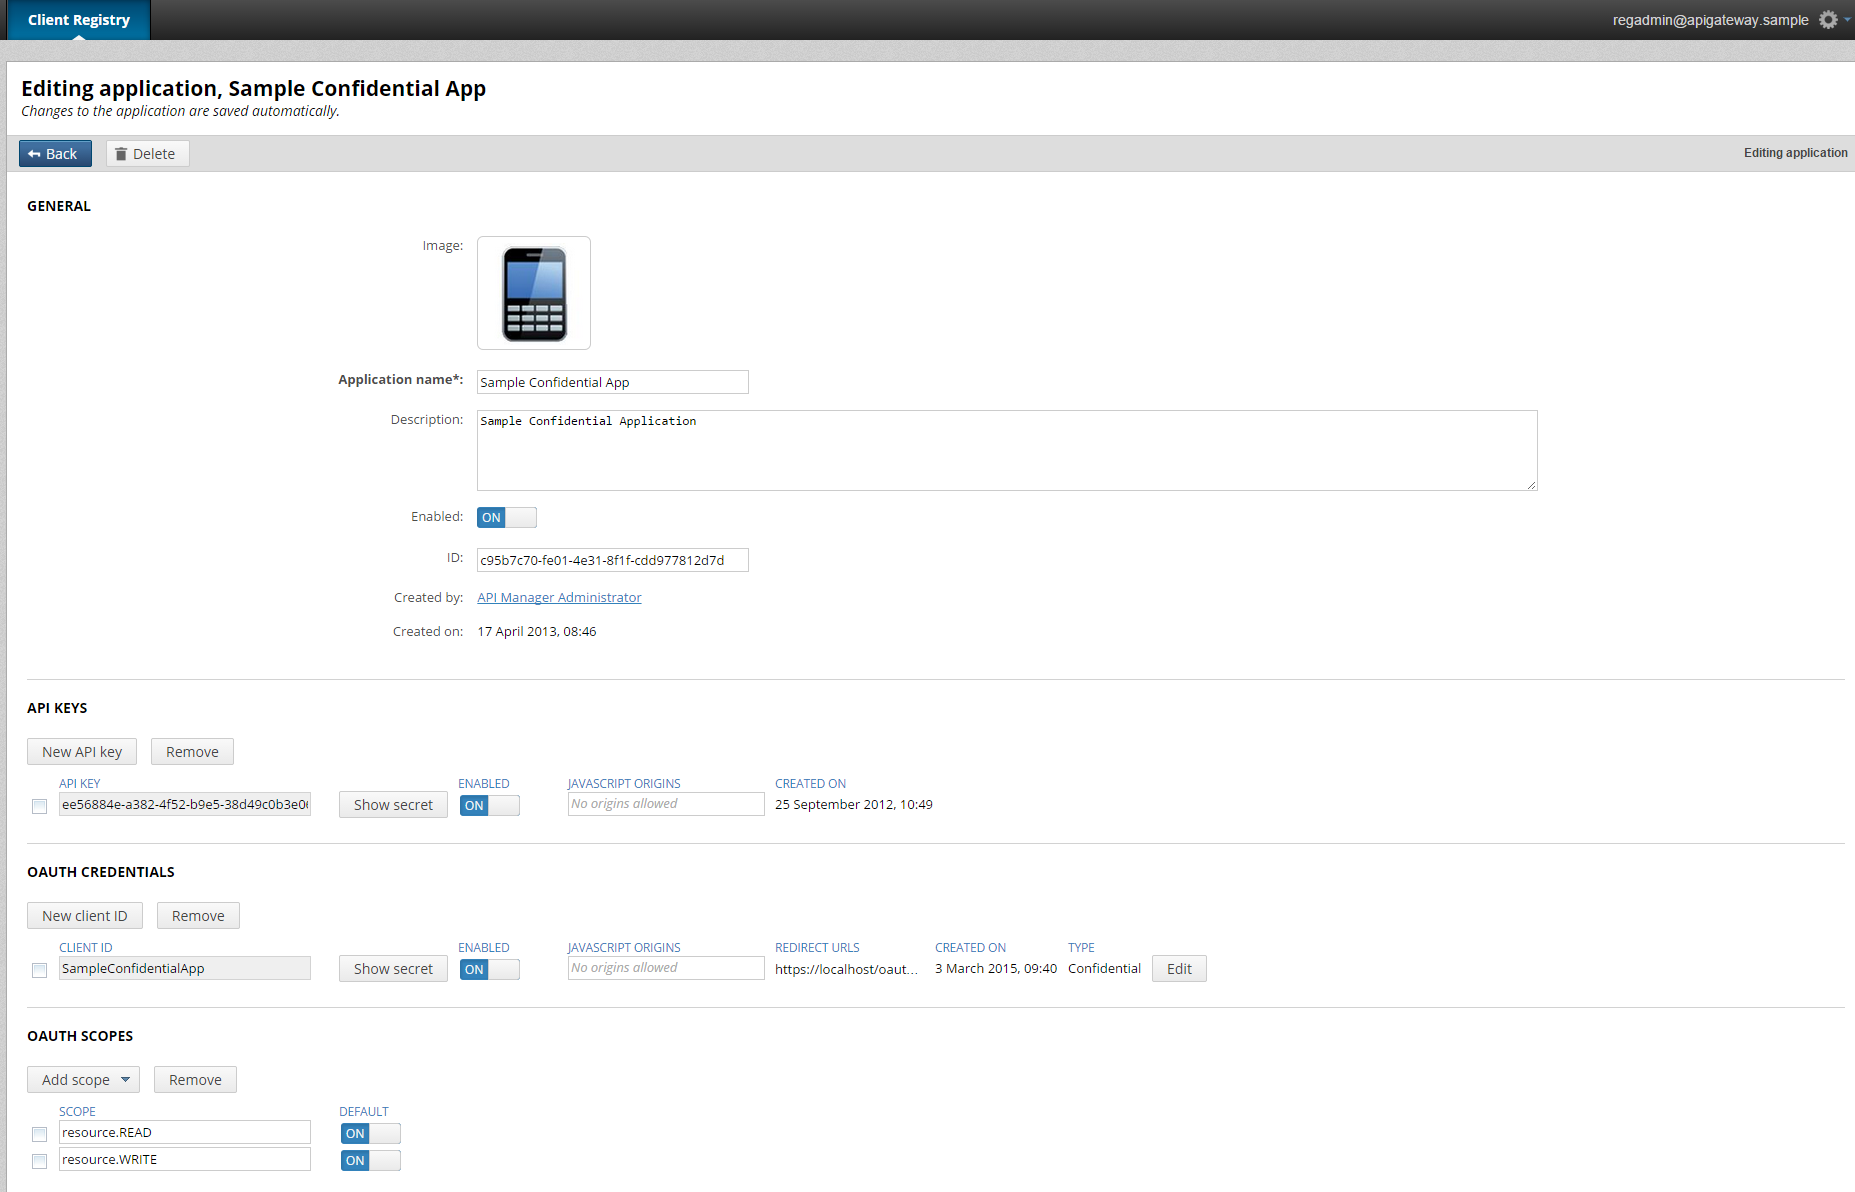 Client Registry
regadmin@apigateway.sample
Editing application, Sample Confidential App
Changes to the application are saved automatically.
Back Delete Editing application
GENERAL
Image:
Application name*: Sample Confidential App
Description: Sample Confidential Application
Enabled: ON
ID: c95b7c70-fe01-4e31-8f1f-cdd977812d7d
Created by: API Manager Administrator
Created on: 17 April 2013, 08:46
API KEYS
New API key Remove
API KEY ENABLED JAVASCRIPT ORIGINS CREATED ON
ee56884e-a382-4f52-b9e5-38d49c0b3e0 Show secret ON No origins allowed 25 September 2012, 10:49
OAUTH CREDENTIALS
New client ID Remove
CLIENT ID ENABLED JAVASCRIPT ORIGINS REDIRECT URLS CREATED ON TYPE
SampleConfidentialApp Show secret ON No origins allowed https://localhost/oaut... 3 March 2015, 09:40 Confidential Edit
OAUTH SCOPES
Add scope Remove
SCOPE DEFAULT
resource.READ ON
resource.WRITE ON